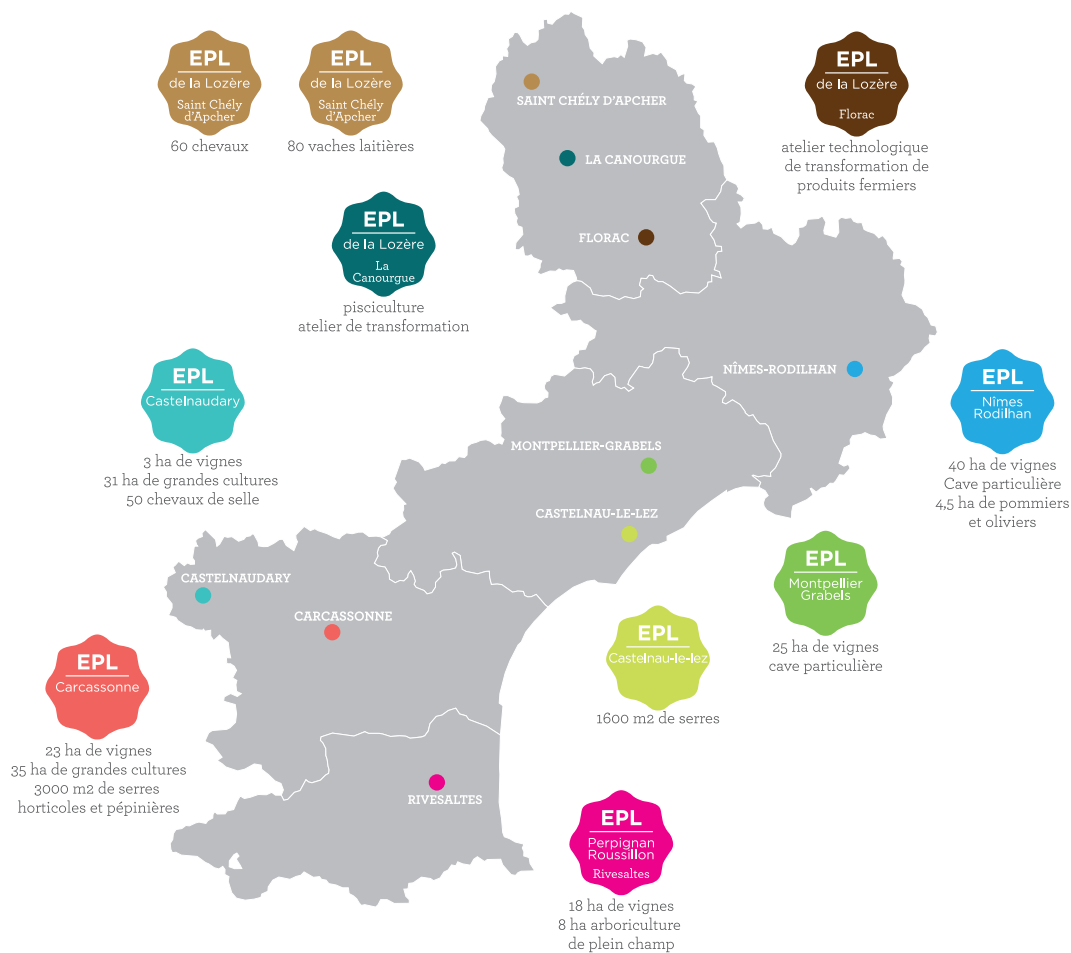 EPL
de la Lozère
Saint Chély
d'Apcher
60 chevaux
EPL
de la Lozère
Saint Chély
d'Apcher
80 vaches laitières
EPL
de la Lozère
Florac
atelier technologique
de transformation de
produits fermiers
SAINT CHÉLY D'APCHER
LA CANOURGUE
FLORAC
EPL
de la Lozère
La
Canourgue
pisciculture
atelier de transformation
EPL
Castelnaudary
3 ha de vignes
31 ha de grandes cultures
50 chevaux de selle
NÎMES-RODILHAN
EPL
Nîmes
Rodilhan
40 ha de vignes
Cave particulière
4,5 ha de pommiers
et oliviers
MONTPELLIER-GRABELS
CASTELNAU-LE-LEZ
EPL
Montpellier
Grabels
25 ha de vignes
cave particulière
CASTELNAUDARY
CARCASSONNE
EPL
Castelnau-le-lez
1600 m2 de serres
EPL
Carcassonne
23 ha de vignes
35 ha de grandes cultures
3000 m2 de serres
horticoles et pépinières
RIVESALTES
EPL
Perpignan
Roussillon
Rivesaltes
18 ha de vignes
8 ha arboriculture
de plein champ